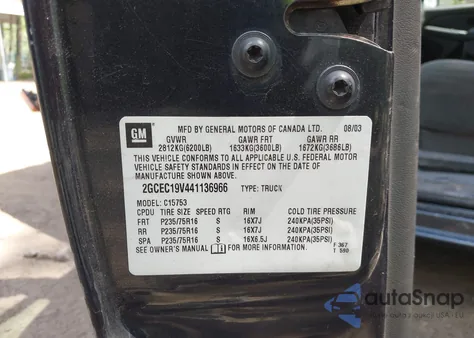 GM MFD BY GENERAL MOTORS OF CANADA LTD. 08/03
GVWR GAWR FRT GAWR RR
2812KG(6200LB) 1633KG(3600LB) 1672KG(3686LB)
THIS VEHICLE CONFORMS TO ALL APPLICABLE U.S. FEDERAL MOTOR
VEHICLE SAFETY STANDARDS IN EFFECT ON THE DATE OF
MANUFACTURE SHOWN ABOVE.
2GCEC19V441136966 TYPE: TRUCK
MODEL: C15753
CPDU TIRE SIZE SPEED RTG RIM COLD TIRE PRESSURE
FRT P235/75R16 S 16X7J 240KPA(35PSI)
RR P235/75R16 S 16X7J 240KPA(35PSI)
SPA P235/75R16 S 16X6.5J 240KPA(35PSI)
SEE OWNER'S MANUAL FOR ADDITIONAL INFORMATION.
F 367
T 590
autoSnap